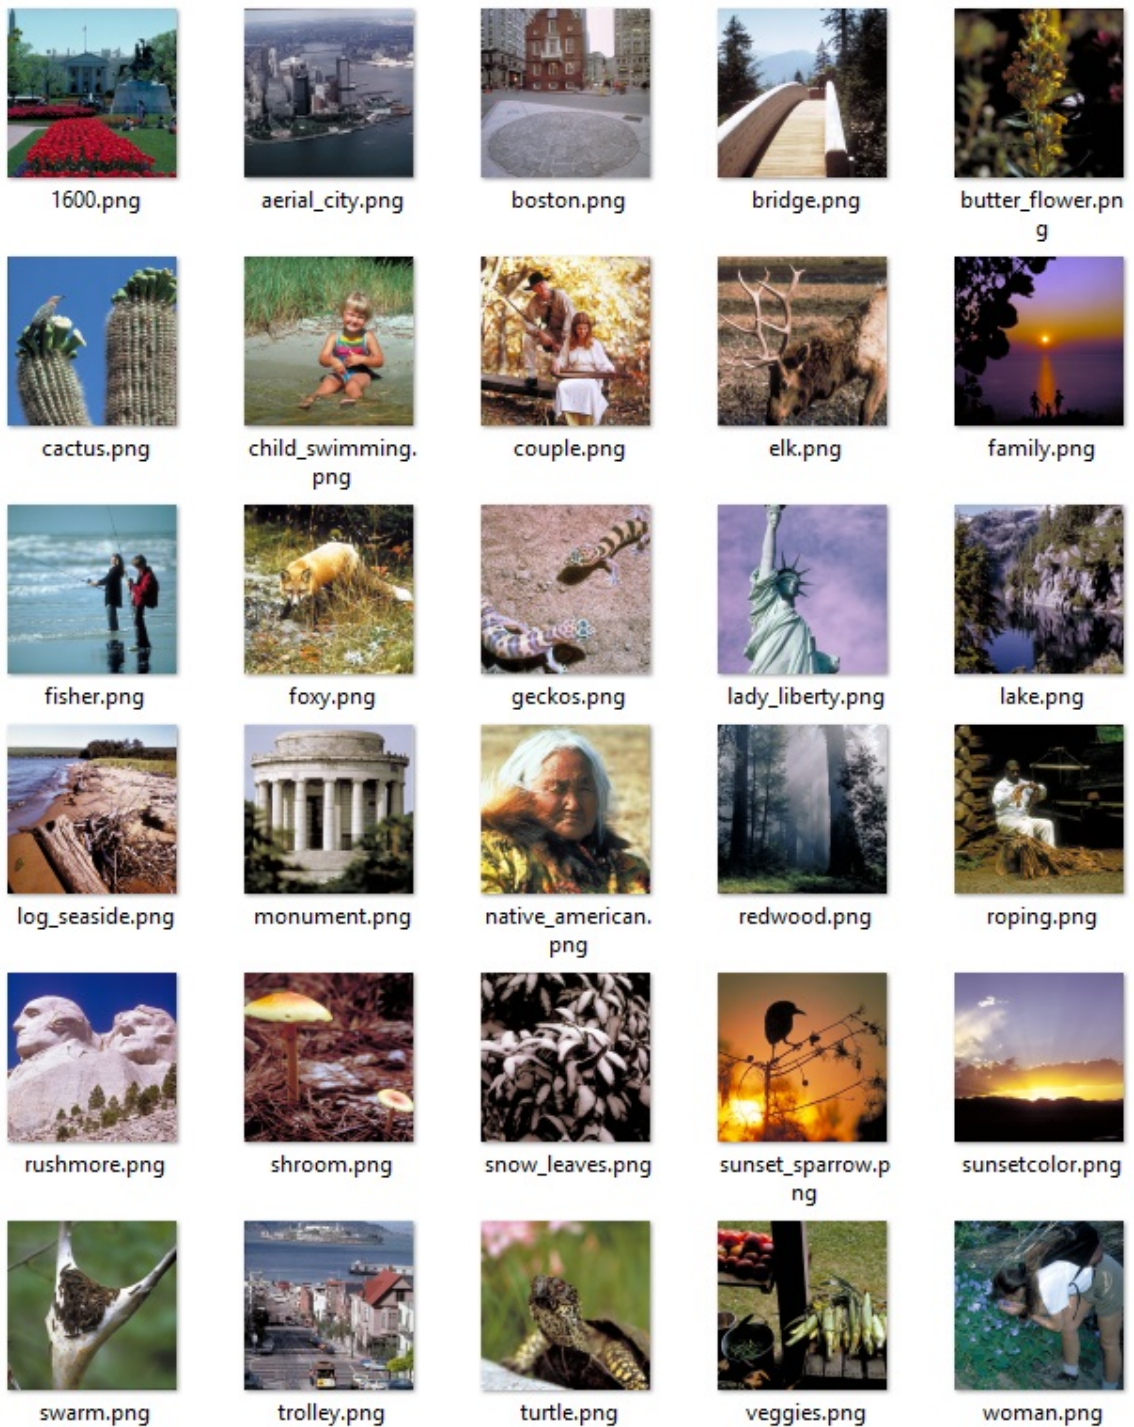 1600.png
aerial_city.png
boston.png
bridge.png
butter_flower.pn
g
cactus.png
child_swimming.
png
couple.png
elk.png
family.png
fisher.png
foxy.png
geckos.png
lady_liberty.png
lake.png
log_seaside.png
monument.png
native_american.
png
redwood.png
roping.png
rushmore.png
shroom.png
snow_leaves.png
sunset_sparrow.p
ng
sunsetcolor.png
swarm.png
trolley.png
turtle.png
veggies.png
woman.png